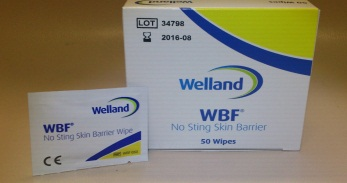 LOT 34798
2016-08
Welland
WBF®
No Sting Skin Barrier
50 Wipes
Welland
WBF®
No Sting Skin Barrier Wipe
CE
REF